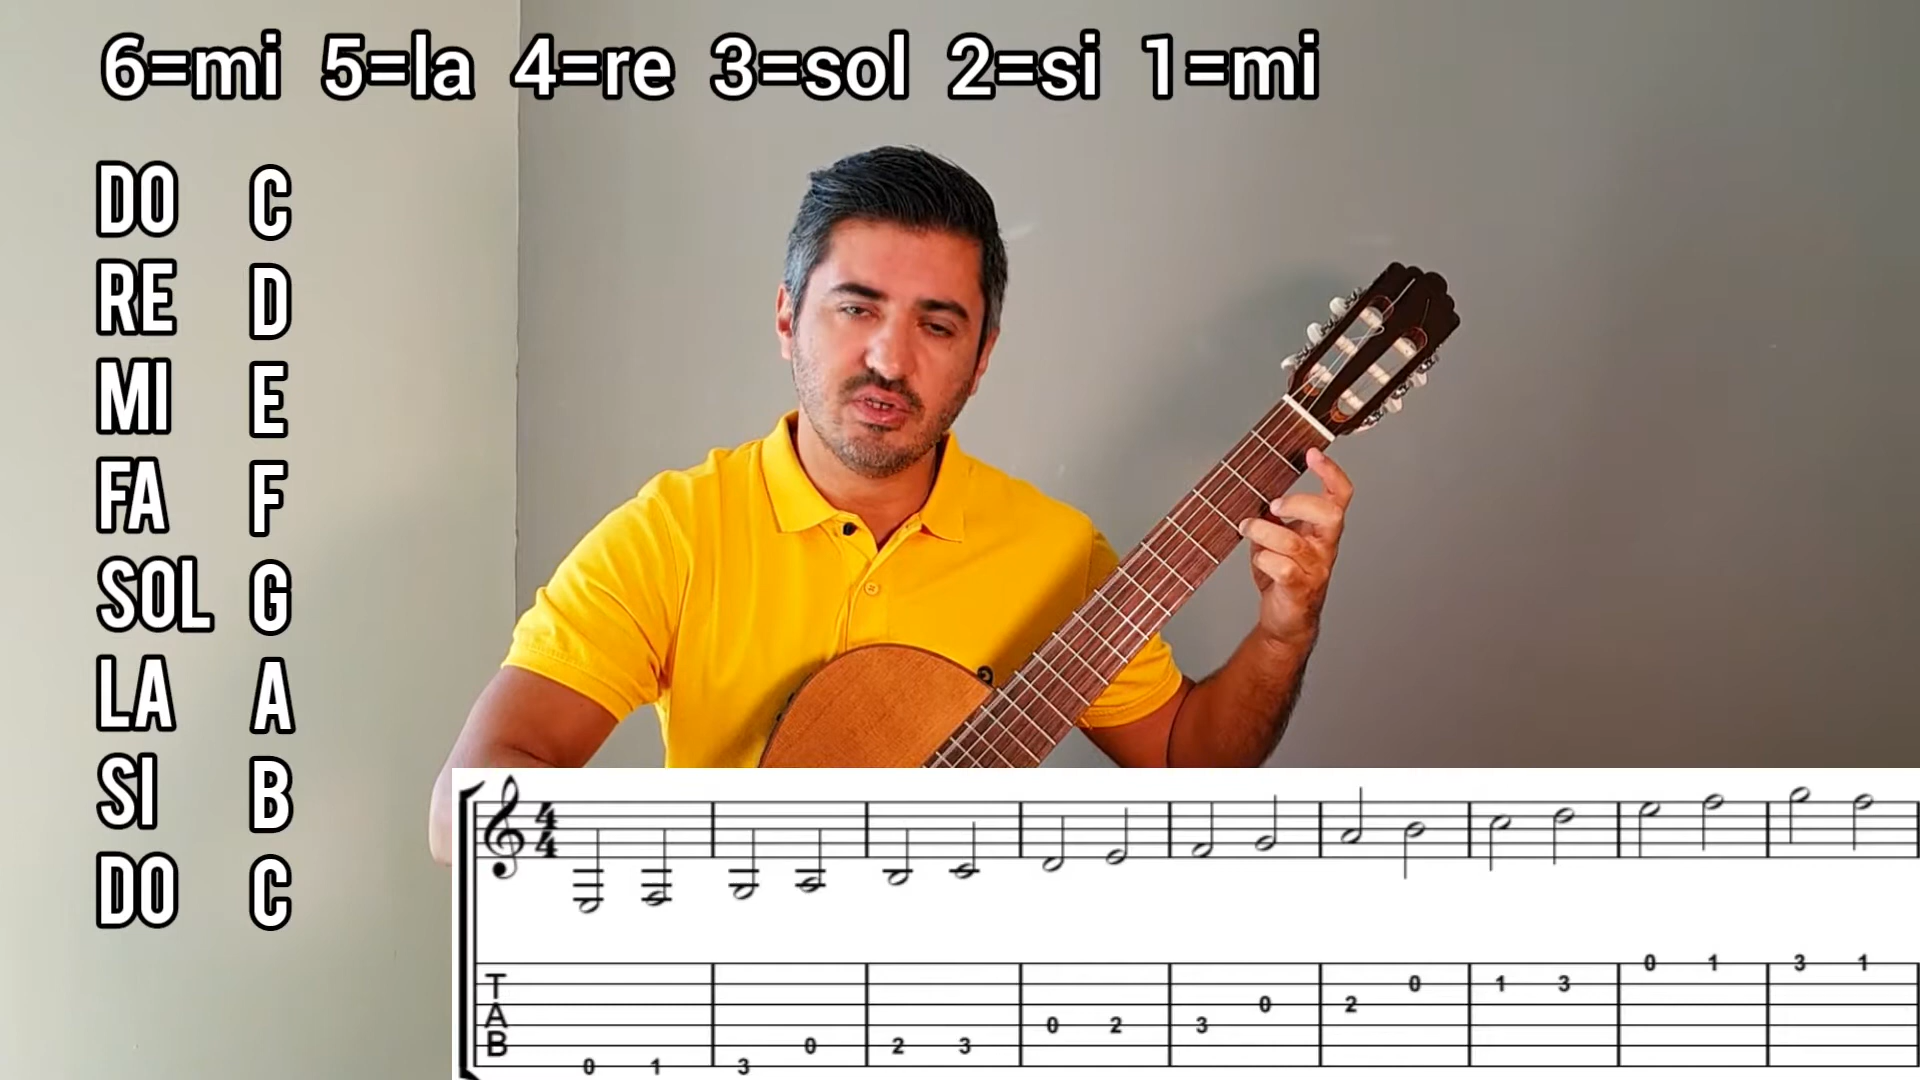 6=mi 5=la 4=re 3=sol 2=si 1=mi
DO C
RE D
MI E
FA F
SOL G
LA A
SI B
DO C
4
4
T
A
B
0 1 3
0 2 3
0 2 3
0 2
0 1 3
0 1 3 1